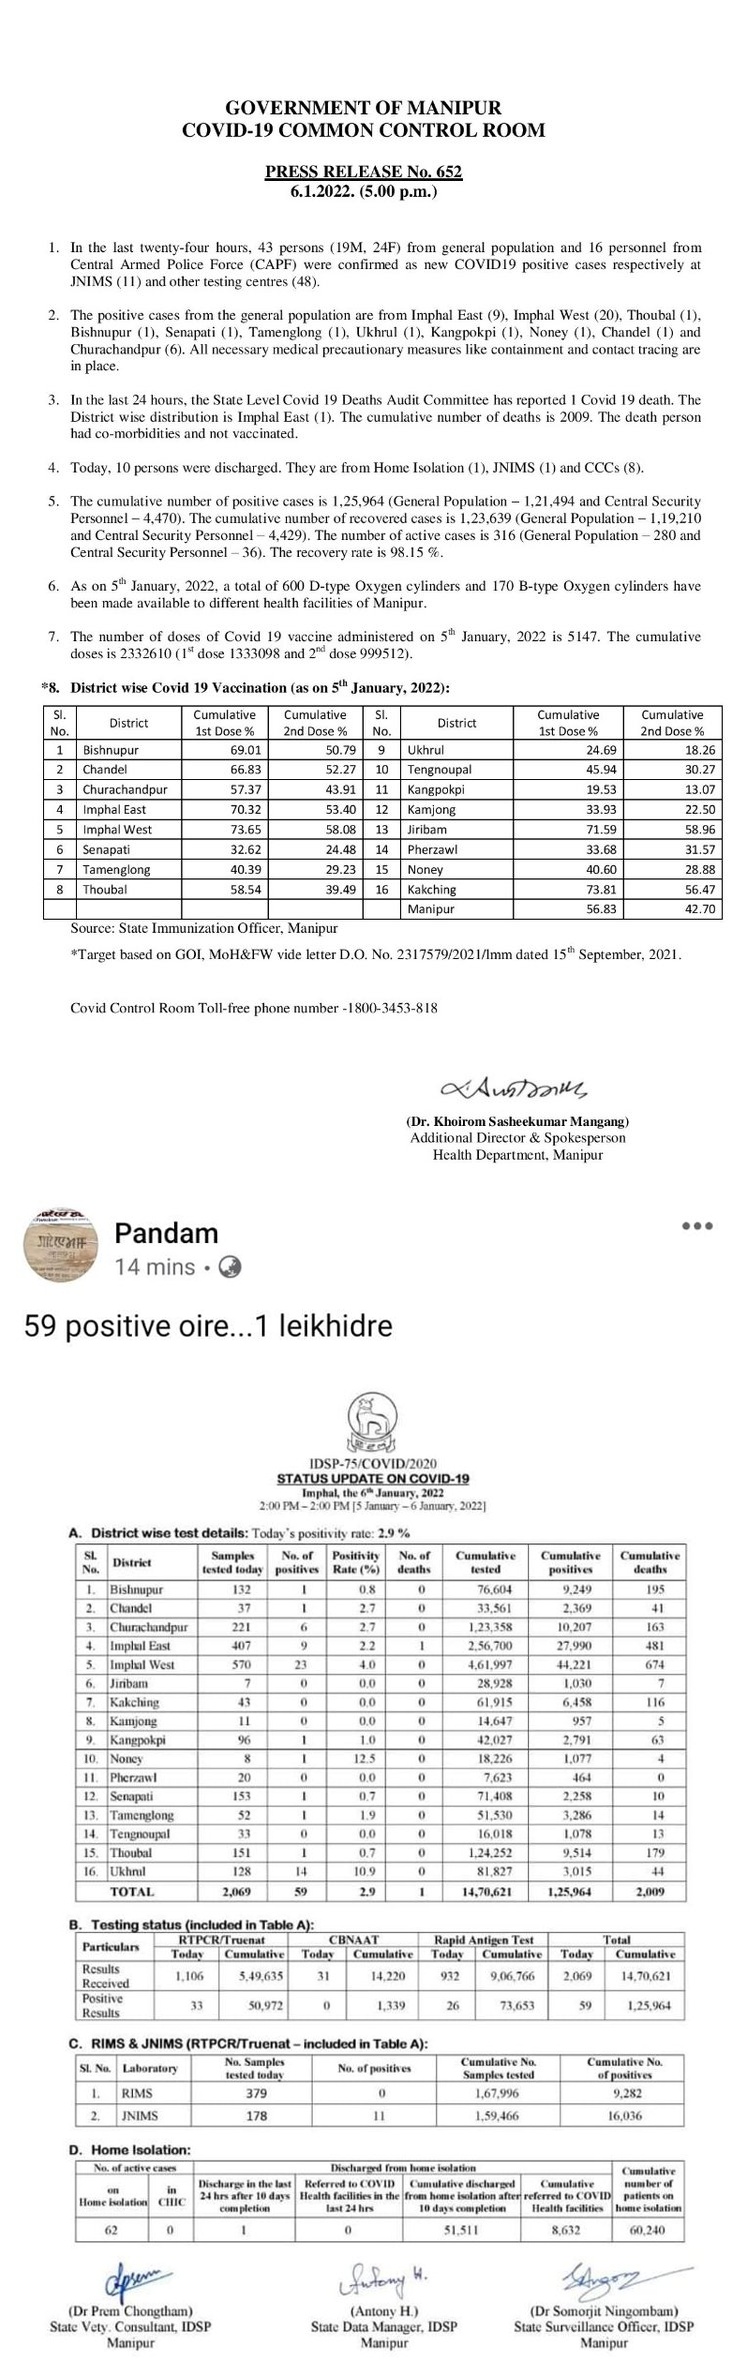 GOVERNMENT OF MANIPUR
COVID-19 COMMON CONTROL ROOM
PRESS RELEASE No. 652
6.1.2022. (5.00 p.m.)
1. In the last twenty-four hours, 43 persons (19M, 24F) from general population and 16 personnel from
Central Armed Police Force (CAPF) were confirmed as new COVID19 positive cases respectively at
JNIMS (11) and other testing centres (48).
2. The positive cases from the general population are from Imphal East (9), Imphal West (20), Thoubal (1),
Bishnupur (1), Senapati (1), Tamenglong (1), Ukhrul (1), Kangpokpi (1), Noney (1), Chandel (1) and
Churachandpur (6). All necessary medical precautionary measures like containment and contact tracing are
in place.
3. In the last 24 hours, the State Level Covid 19 Deaths Audit Committee has reported 1 Covid 19 death. The
District wise distribution is Imphal East (1). The cumulative number of deaths is 2009. The death person
had co-morbidities and not vaccinated.
4. Today, 10 persons were discharged. They are from Home Isolation (1), JNIMS (1) and CCCs (8).
5. The cumulative number of positive cases is 1,25,964 (General Population – 1,21,494 and Central Security
Personnel – 4,470). The cumulative number of recovered cases is 1,23,639 (General Population – 1,19,210
and Central Security Personnel – 4,429). The number of active cases is 316 (General Population – 280 and
Central Security Personnel – 36). The recovery rate is 98.15 %.
6. As on 5th January, 2022, a total of 600 D-type Oxygen cylinders and 170 B-type Oxygen cylinders have
been made available to different health facilities of Manipur.
7. The number of doses of Covid 19 vaccine administered on 5th January, 2022 is 5147. The cumulative
doses is 2332610 (1st dose 1333098 and 2nd dose 999512).
*8. District wise Covid 19 Vaccination (as on 5th January, 2022):
Sl. No. District Cumulative 1st Dose % Cumulative 2nd Dose % Sl. No. District Cumulative 1st Dose % Cumulative 2nd Dose %
1 Bishnupur 69.01 50.79 9 Ukhrul 24.69 18.26
2 Chandel 66.83 52.27 10 Tengnoupal 45.94 30.27
3 Churachandpur 57.37 43.91 11 Kangpokpi 19.53 13.07
4 Imphal East 70.32 53.40 12 Kamjong 33.93 22.50
5 Imphal West 73.65 58.08 13 Jiribam 71.59 58.96
6 Senapati 32.62 24.48 14 Pherzawl 33.68 31.57
7 Tamenglong 40.39 29.23 15 Noney 40.60 28.88
8 Thoubal 58.54 39.49 16 Kakching 73.81 56.47
Manipur 56.83 42.70
Source: State Immunization Officer, Manipur
*Target based on GOI, MoH&FW vide letter D.O. No. 2317579/2021/Imm dated 15th September, 2021.
Covid Control Room Toll-free phone number -1800-3453-818
(Dr. Khoirom Sasheekumar Mangang)
Additional Director & Spokesperson
Health Department, Manipur
Pandam
14 mins ·
59 positive oire...1 leikhidre
IDSP-75/COVID/2020
STATUS UPDATE ON COVID-19
Imphal, the 6th January, 2022
2:00 PM – 2:00 PM [5 January – 6 January, 2022]
A. District wise test details: Today's positivity rate: 2.9 %
Sl. No. District Samples tested today No. of positives Positivity Rate (%) No. of deaths Cumulative tested Cumulative positives Cumulative deaths
1. Bishnupur 132 1 0.8 0 76,604 9,249 195
2. Chandel 37 1 2.7 0 33,561 2,369 41
3. Churachandpur 221 6 2.7 0 1,23,358 10,207 163
4. Imphal East 407 9 2.2 1 2,56,700 27,990 481
5. Imphal West 570 23 4.0 0 4,61,997 44,221 674
6. Jiribam 7 0 0.0 0 28,928 1,030 7
7. Kakching 43 0 0.0 0 61,915 6,458 116
8. Kamjong 11 0 0.0 0 14,647 957 5
9. Kangpokpi 96 1 1.0 0 42,027 2,791 63
10. Noney 8 1 12.5 0 18,226 1,077 4
11. Pherzawl 20 0 0.0 0 7,623 464 0
12. Senapati 153 1 0.7 0 71,408 2,258 10
13. Tamenglong 52 1 1.9 0 51,530 3,286 14
14. Tengnoupal 33 0 0.0 0 16,018 1,078 13
15. Thoubal 151 1 0.7 0 1,24,252 9,514 179
16. Ukhrul 128 14 10.9 0 81,827 3,015 44
TOTAL 2,069 59 2.9 1 14,70,621 1,25,964 2,009
B. Testing status (included in Table A):
Particulars RTPCR/Truenat CBNAAT Rapid Antigen Test Total
Today Cumulative Today Cumulative Today Cumulative Today Cumulative
Results Received 1,106 5,49,635 31 14,220 932 9,06,766 2,069 14,70,621
Positive Results 33 50,972 0 1,339 26 73,653 59 1,25,964
C. RIMS & JNIMS (RTPCR/Truenat – included in Table A):
Sl. No. Laboratory No. Samples tested today No. of positives Cumulative No. Samples tested Cumulative No. of positives
1. RIMS 379 0 1,67,996 9,282
2. JNIMS 178 11 1,59,466 16,036
D. Home Isolation:
No. of active cases Discharged from home isolation Cumulative number of patients on home isolation
on Home isolation in CHIC Discharge in the last 24 hrs after 10 days completion Referred to COVID Health facilities in the last 24 hrs Cumulative discharged from home isolation after 10 days completion Cumulative referred to COVID Health facilities
62 0 1 0 51,511 8,632 60,240
Antony H.
(Dr Prem Chongtham) (Antony H.) (Dr Somorjit Ningombam)
State Vety. Consultant, IDSP State Data Manager, IDSP State Surveillance Officer, IDSP
Manipur Manipur Manipur